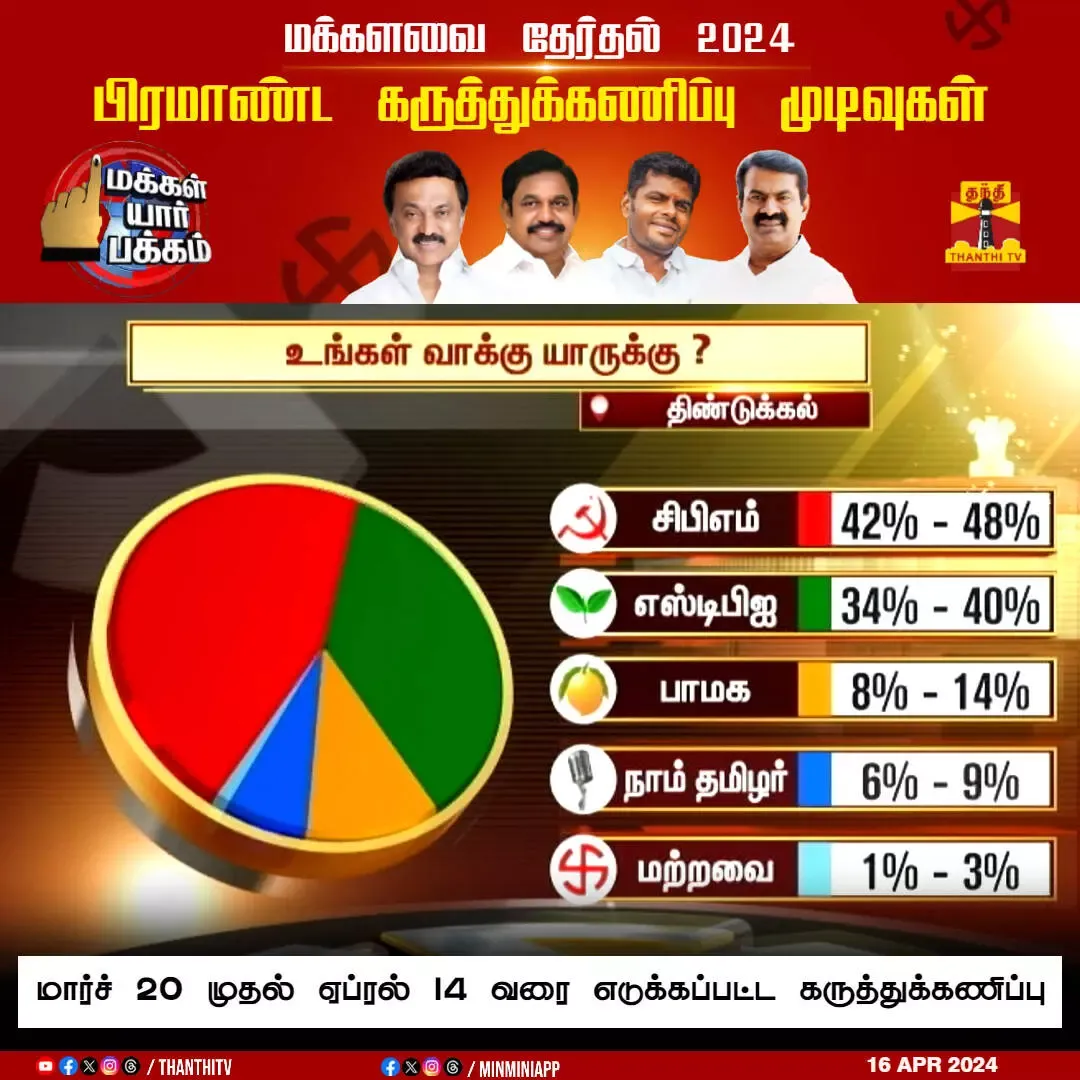 மக்களவை தேர்தல் 2024
பிரமாண்ட கருத்துக்கணிப்பு முடிவுகள்
மக்கள்
யார்
பக்கம்
தந்தி
THANTHI TV
உங்கள் வாக்கு யாருக்கு ?
திண்டுக்கல்
சிபிஎம் 42% - 48%
எஸ்டிபிஐ 34% - 40%
பாமக 8% - 14%
நாம் தமிழர் 6% - 9%
மற்றவை 1% - 3%
மார்ச் 20 முதல் ஏப்ரல் 14 வரை எடுக்கப்பட்ட கருத்துக்கணிப்பு
/ THANTHITV / MINMINIAPP 16 APR 2024